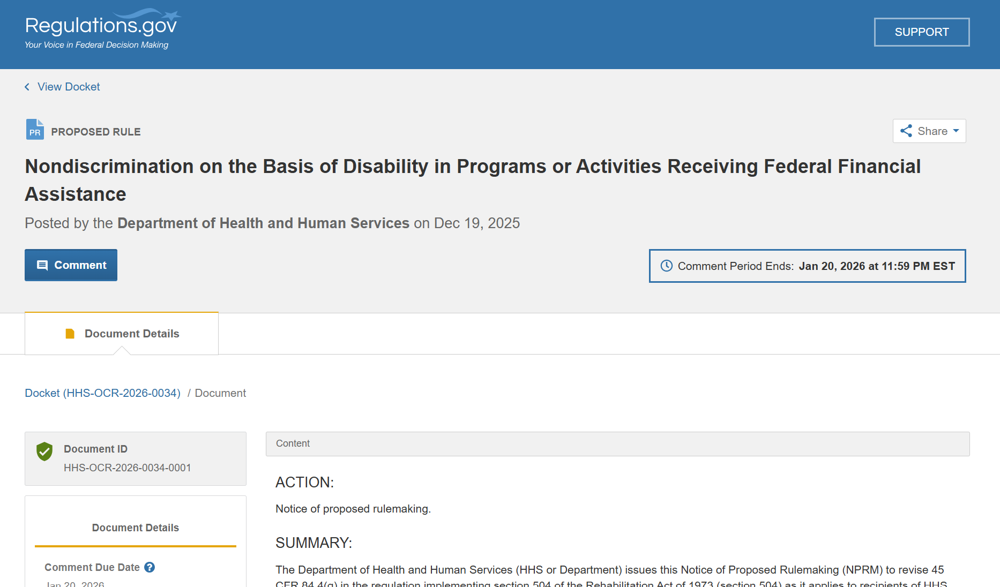 Regulations.gov
Your Voice in Federal Decision Making
SUPPORT
View Docket
PR
PROPOSED RULE
Share
Nondiscrimination on the Basis of Disability in Programs or Activities Receiving Federal Financial
Assistance
Posted by the Department of Health and Human Services on Dec 19, 2025
Comment
Comment Period Ends: Jan 20, 2026 at 11:59 PM EST
Document Details
Docket (HHS-OCR-2026-0034) / Document
Document ID
HHS-OCR-2026-0034-0001
Document Details
Comment Due Date ?
Jan 20, 2026
Content
ACTION:
Notice of proposed rulemaking.
SUMMARY:
The Department of Health and Human Services (HHS or Department) issues this Notice of Proposed Rulemaking (NPRM) to revise 45
CFR 84.4(g) in the regulation implementing section 504 of the Rehabilitation Act of 1973 (section 504) as it applies to recipients of HHS